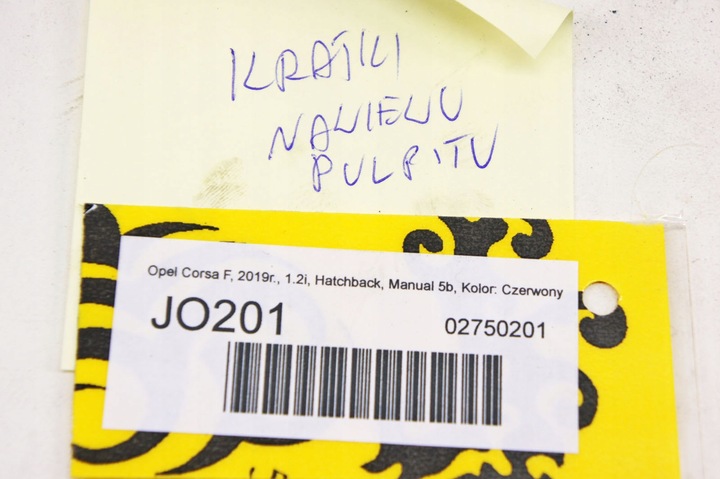 KRATKI
NAWIEWU
PULPITU
Opel Corsa F, 2019r., 1.2i, Hatchback, Manual 5b, Kolor: Czerwony
JO201
02750201